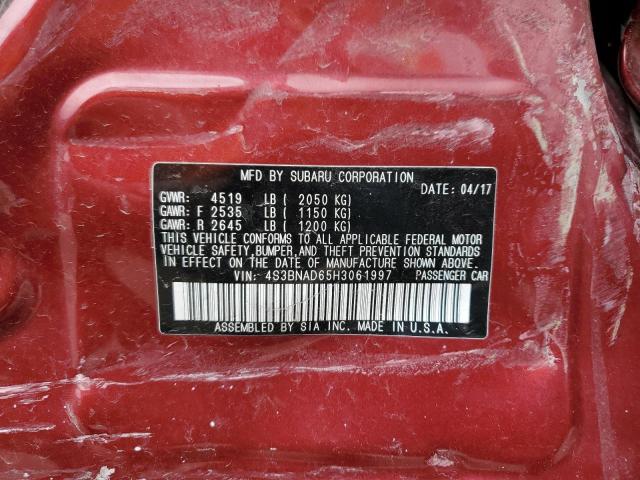 MFD BY SUBARU CORPORATION
DATE: 04/17
GVWR: 4519 LB ( 2050 KG)
GAWR: F 2535 LB ( 1150 KG)
GAWR: R 2645 LB ( 1200 KG)
THIS VEHICLE CONFORMS TO ALL APPLICABLE FEDERAL MOTOR
VEHICLE SAFETY, BUMPER, AND THEFT PREVENTION STANDARDS
IN EFFECT ON THE DATE OF MANUFACTURE SHOWN ABOVE.
VIN: 4S3BNAD65H3061997 PASSENGER CAR
ASSEMBLED BY SIA INC. MADE IN U.S.A.